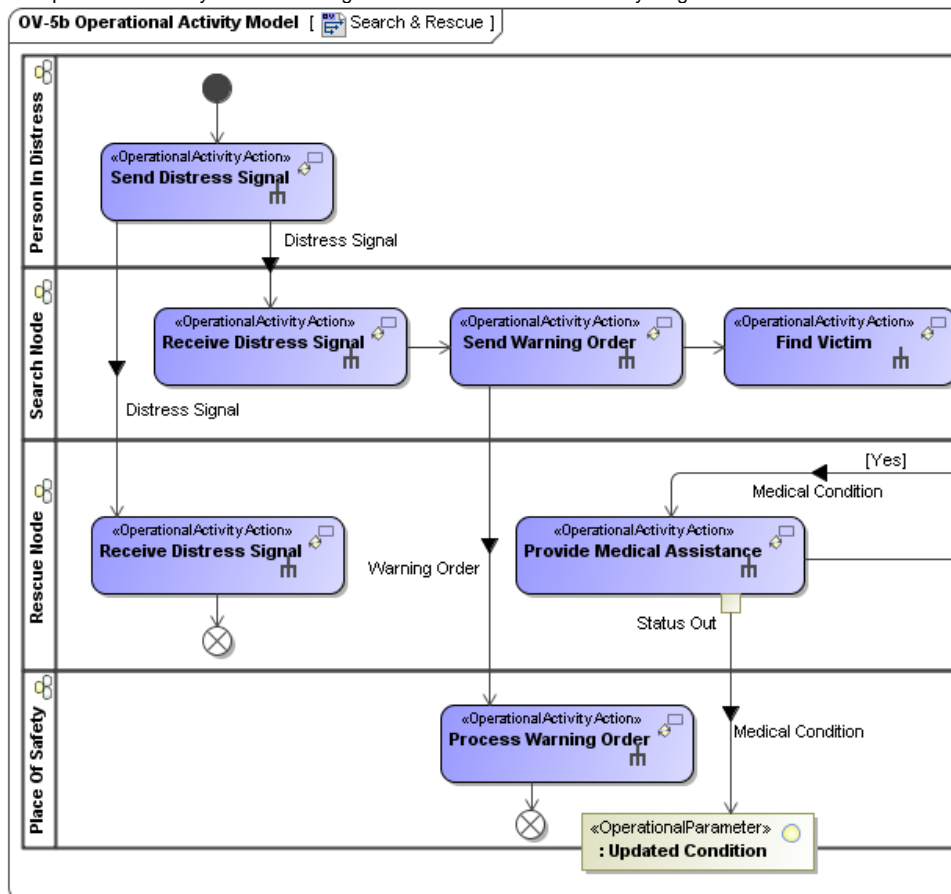 OV-5b Operational Activity Model [ Search & Rescue ]
Person In Distress
«OperationalActivityAction»
Send Distress Signal
Distress Signal
Search Node
«OperationalActivityAction»
Receive Distress Signal
«OperationalActivityAction»
Send Warning Order
«OperationalActivityAction»
Find Victim
Distress Signal
Rescue Node
[Yes]
Medical Condition
«OperationalActivityAction»
Receive Distress Signal
«OperationalActivityAction»
Provide Medical Assistance
Warning Order
Status Out
Place Of Safety
«OperationalActivityAction»
Process Warning Order
Medical Condition
«OperationalParameter»
: Updated Condition